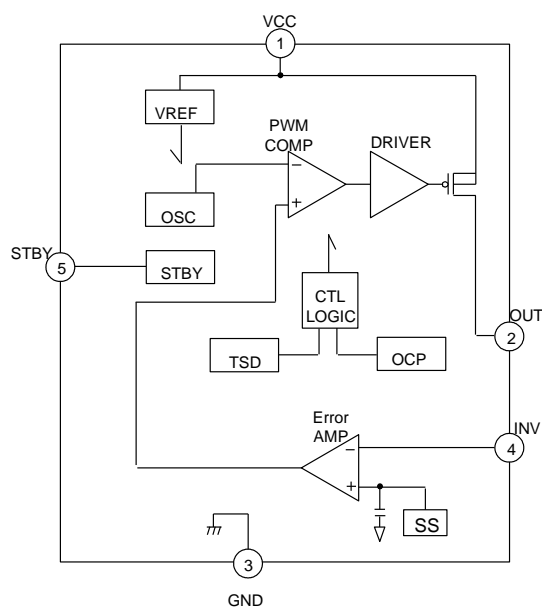 VCC
1
VREF
PWM
COMP
DRIVER
−
+
OSC
STBY
5
STBY
CTL
LOGIC
OUT
2
TSD
OCP
Error
AMP
INV
4
−
+
SS
3
GND